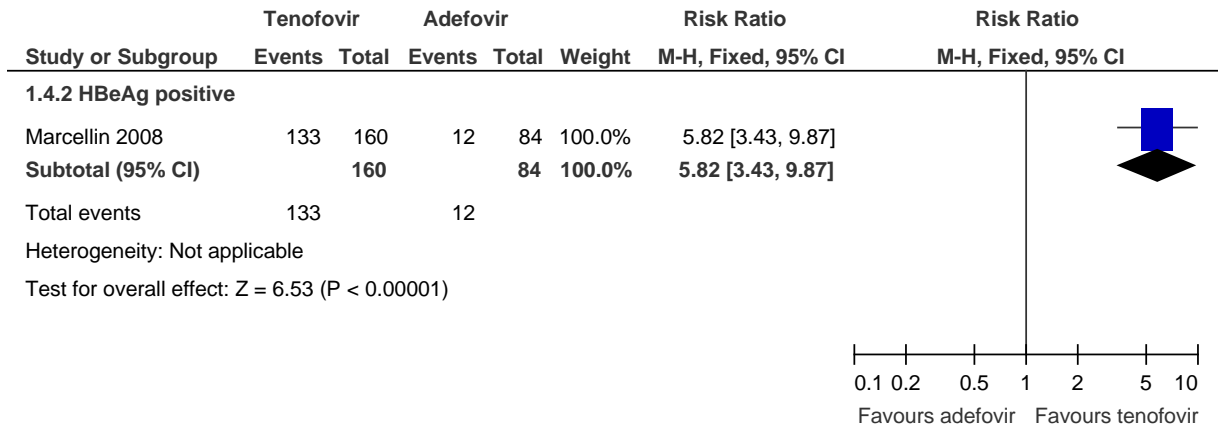 Tenofovir Adefovir Risk Ratio Risk Ratio
Study or Subgroup Events Total Events Total Weight M-H, Fixed, 95% CI M-H, Fixed, 95% CI
1.4.2 HBeAg positive
Marcellin 2008 133 160 12 84 100.0% 5.82 [3.43, 9.87]
Subtotal (95% CI) 160 84 100.0% 5.82 [3.43, 9.87]
Total events 133 12
Heterogeneity: Not applicable
Test for overall effect: Z = 6.53 (P < 0.00001)
0.1 0.2 0.5 1 2 5 10
Favours adefovir Favours tenofovir